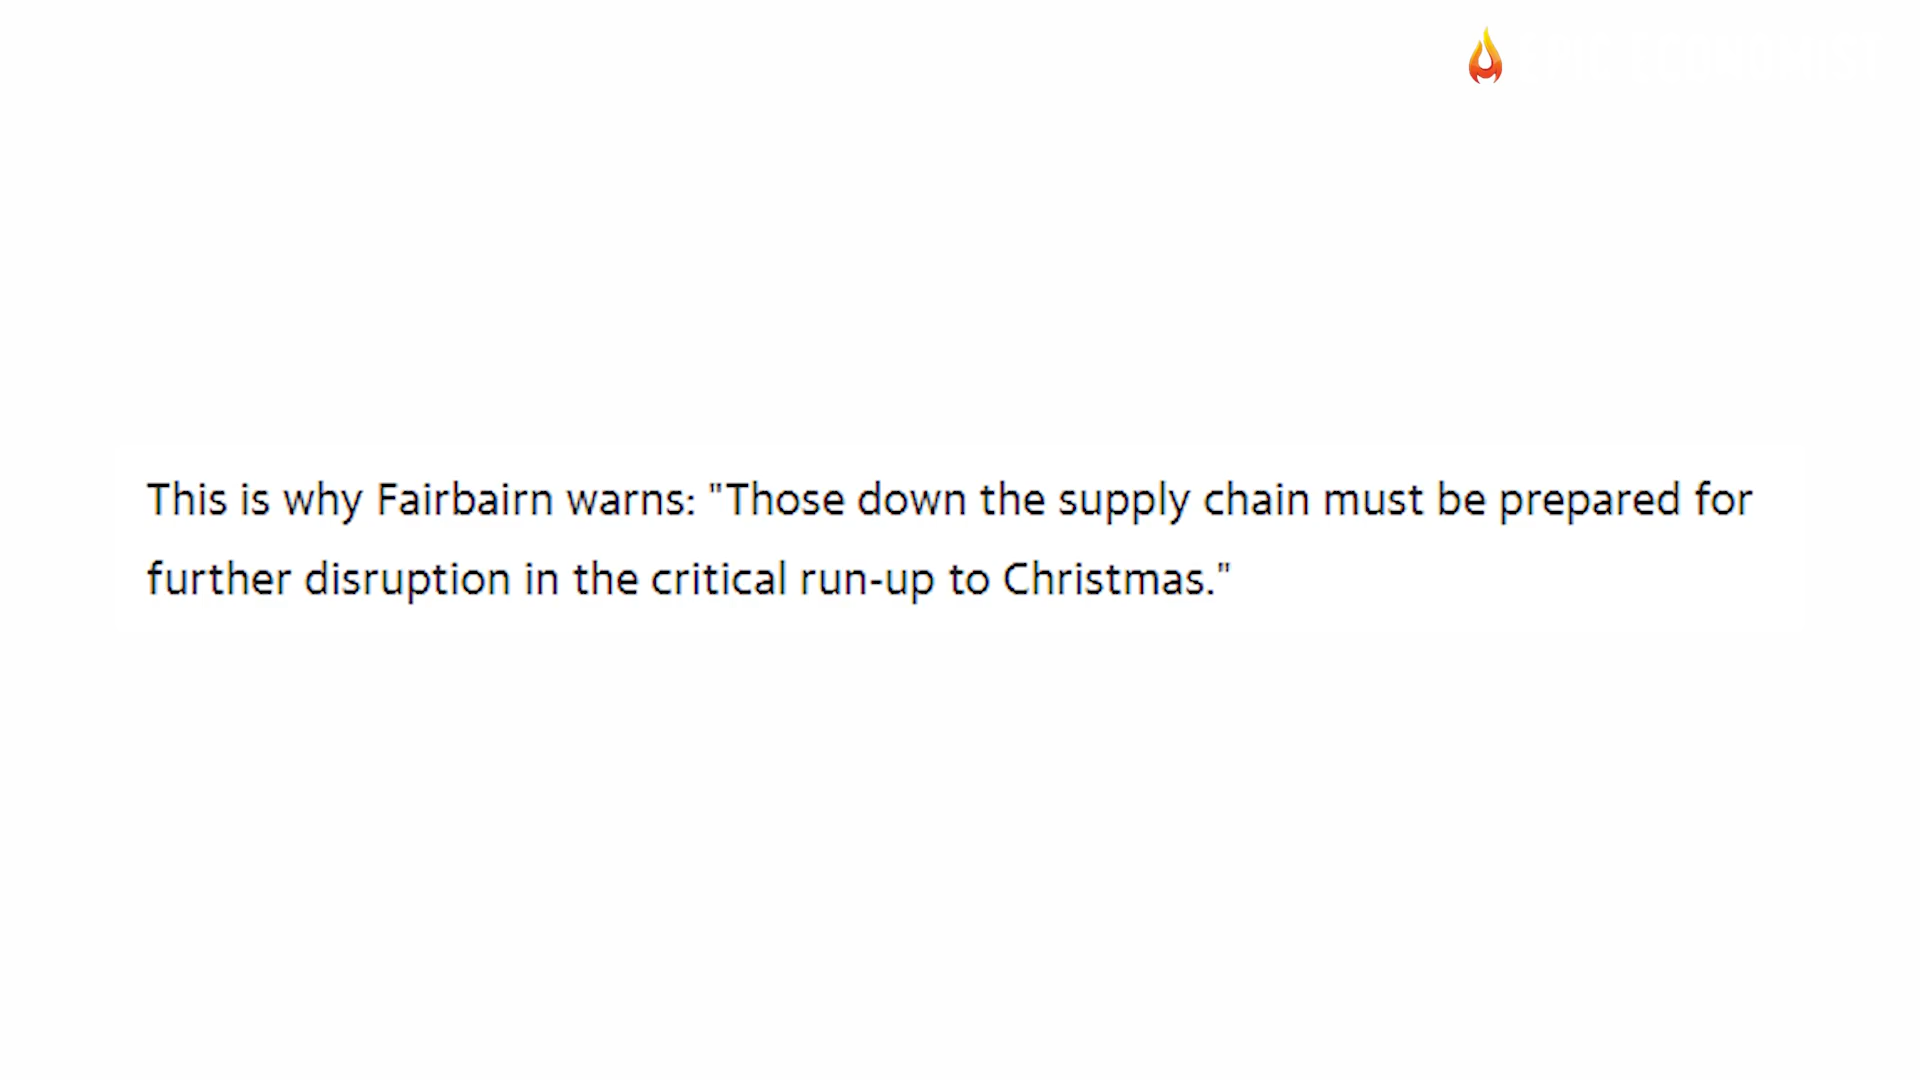 This is why Fairbairn warns: "Those down the supply chain must be prepared for
further disruption in the critical run-up to Christmas."